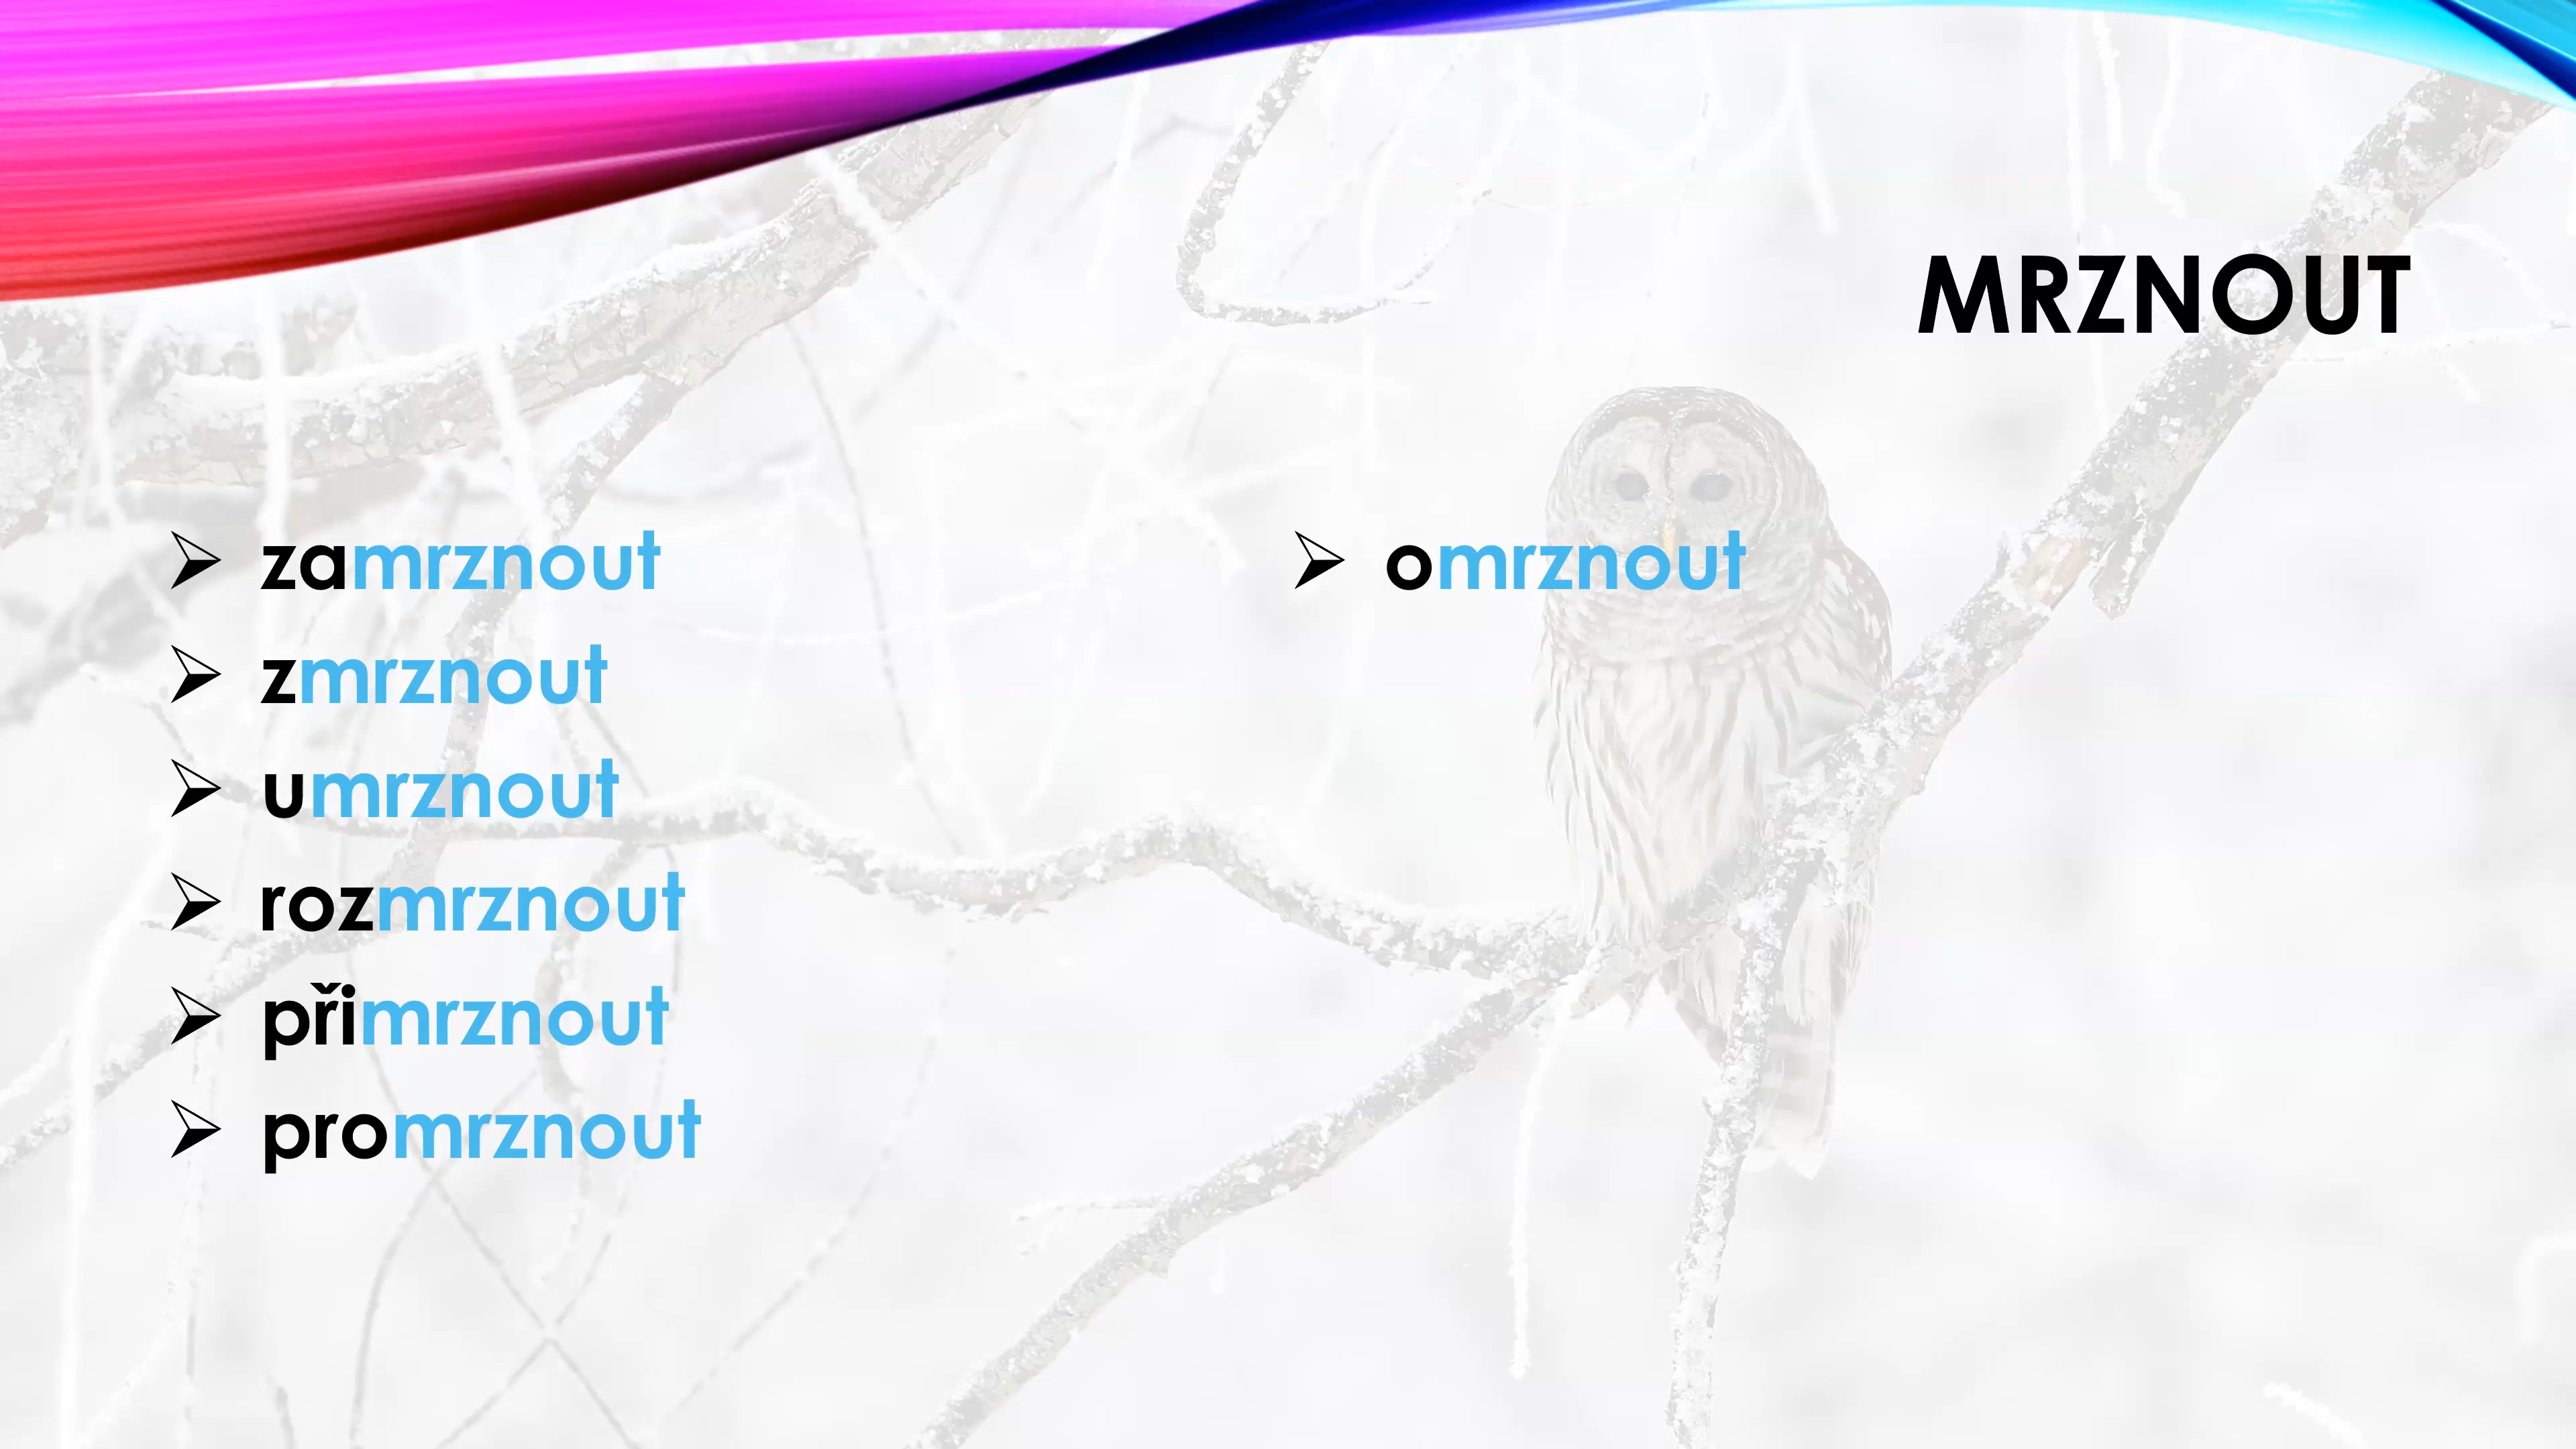 MRZNOUT
➢ zamrznout
➢ zmrznout
➢ umrznout
➢ rozmrznout
➢ přimrznout
➢ promrznout
➢ omrznout